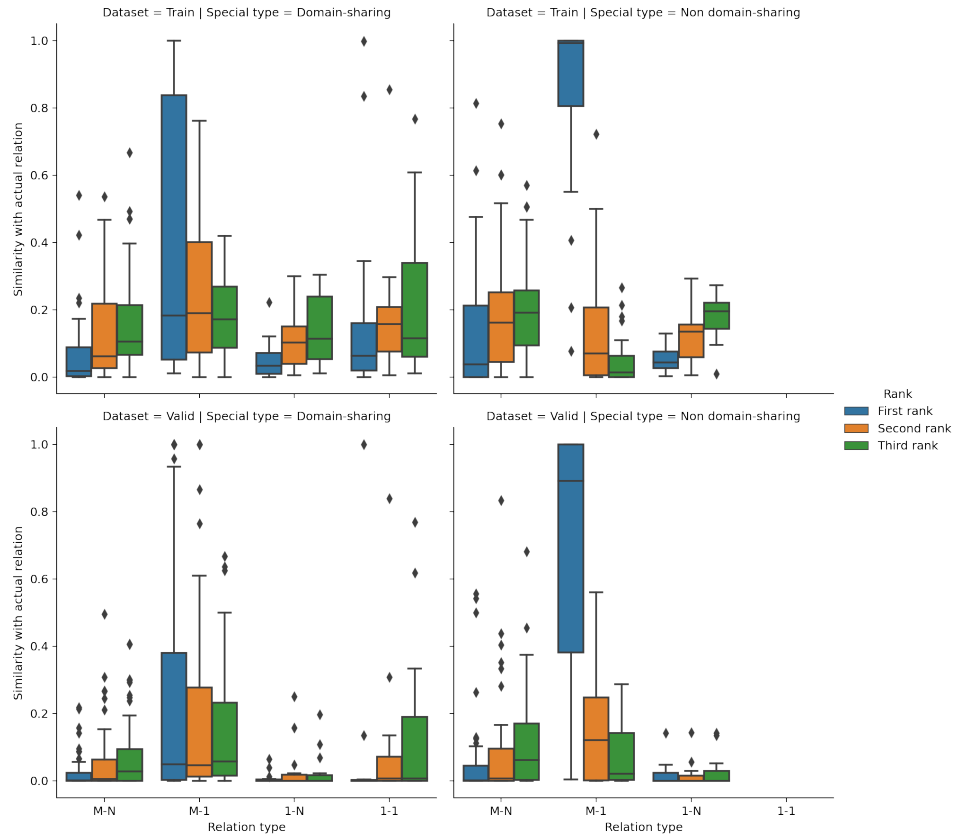 Dataset = Train | Special type = Domain-sharing
Dataset = Train | Special type = Non domain-sharing
1.0
0.8
0.6
0.4
0.2
0.0
Similarity with actual relation
Dataset = Valid | Special type = Domain-sharing
Dataset = Valid | Special type = Non domain-sharing
1.0
0.8
0.6
0.4
0.2
0.0
Similarity with actual relation
M-N
M-1
1-N
1-1
Relation type
M-N
M-1
1-N
1-1
Relation type
Rank
First rank
Second rank
Third rank